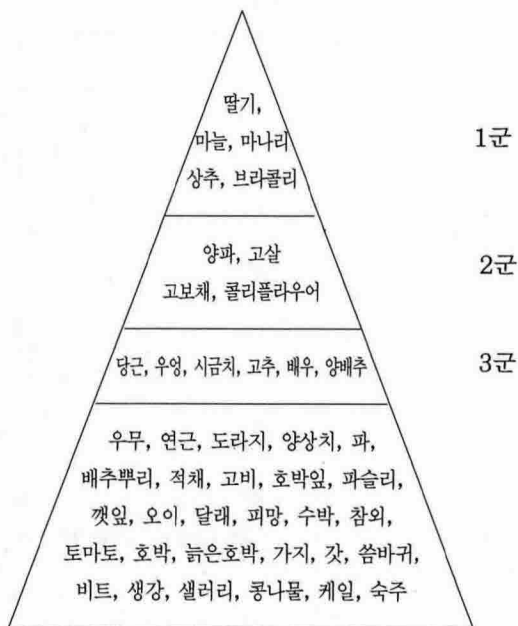 딸기,
마늘, 마나리
상추, 브라콜리
1군
양파, 고살
고보채, 콜리플라우어
2군
당근, 우엉, 시금치, 고추, 배우, 양배추
3군
우무, 연근, 도라지, 양상치, 파,
배추뿌리, 적채, 고비, 호박잎, 파슬리,
깻잎, 오이, 달래, 피망, 수박, 참외,
토마토, 호박, 늙은호박, 가지, 갓, 씀바귀,
비트, 생강, 샐러리, 콩나물, 케일, 숙주